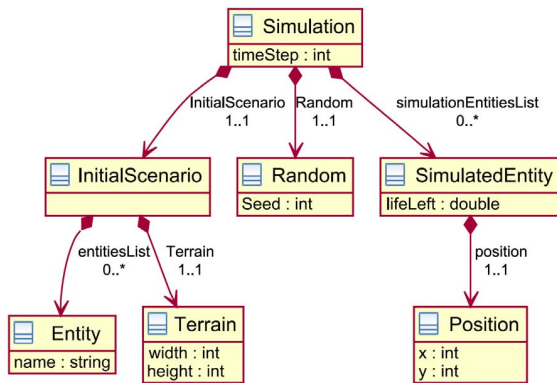 Simulation
timeStep : int
InitialScenario
1..1
Random
1..1
simulationEntitiesList
0..*
InitialScenario
Random
Seed : int
SimulatedEntity
lifeLeft : double
entitiesList
0..*
Terrain
1..1
position
1..1
Entity
name : string
Terrain
width : int
height : int
Position
x : int
y : int